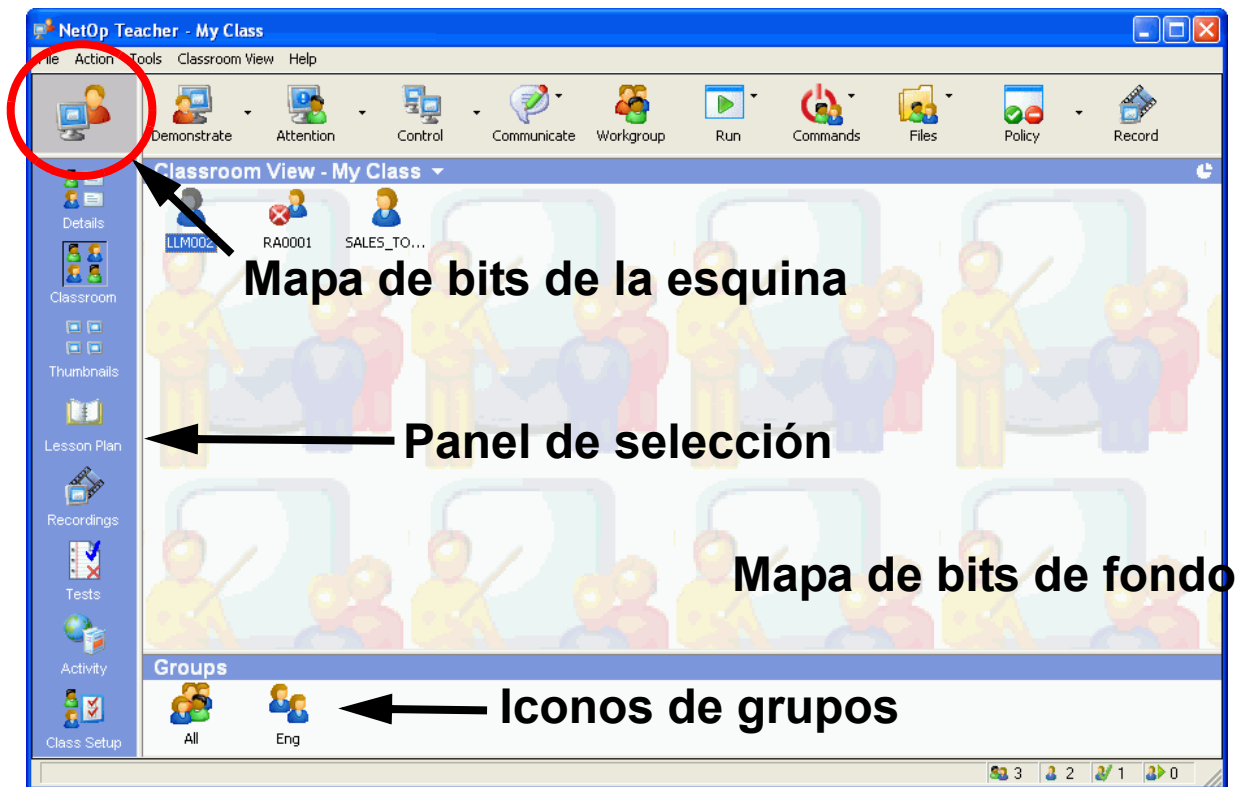 NetOp Teacher - My Class
File Action Tools Classroom View Help
Demonstrate Attention Control Communicate Workgroup Run Commands Files Policy Record
Classroom View - My Class
Details
LLM002 RA0001 SALES_TO...
Mapa de bits de la esquina
Classroom
Thumbnails
Panel de selección
Lesson Plan
Recordings
Mapa de bits de fondo
Tests
Activity
Groups
Iconos de grupos
All Eng
Class Setup
3 2 1 0